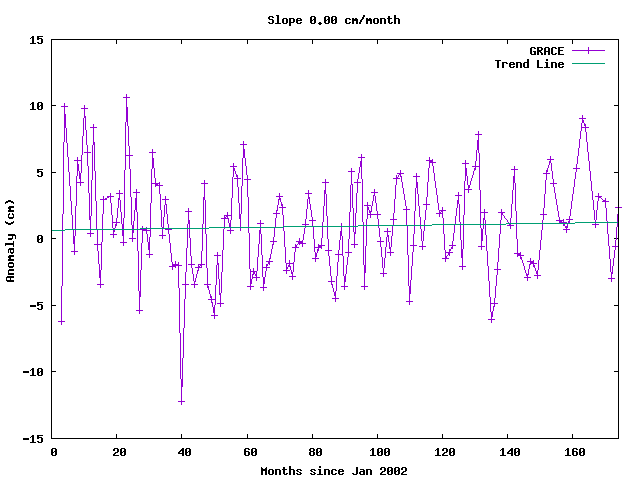 Slope 0.00 cm/month
GRACE
Trend Line
15
10
5
0
-5
-10
-15
Anomaly (cm)
0 20 40 60 80 100 120 140 160
Months since Jan 2002